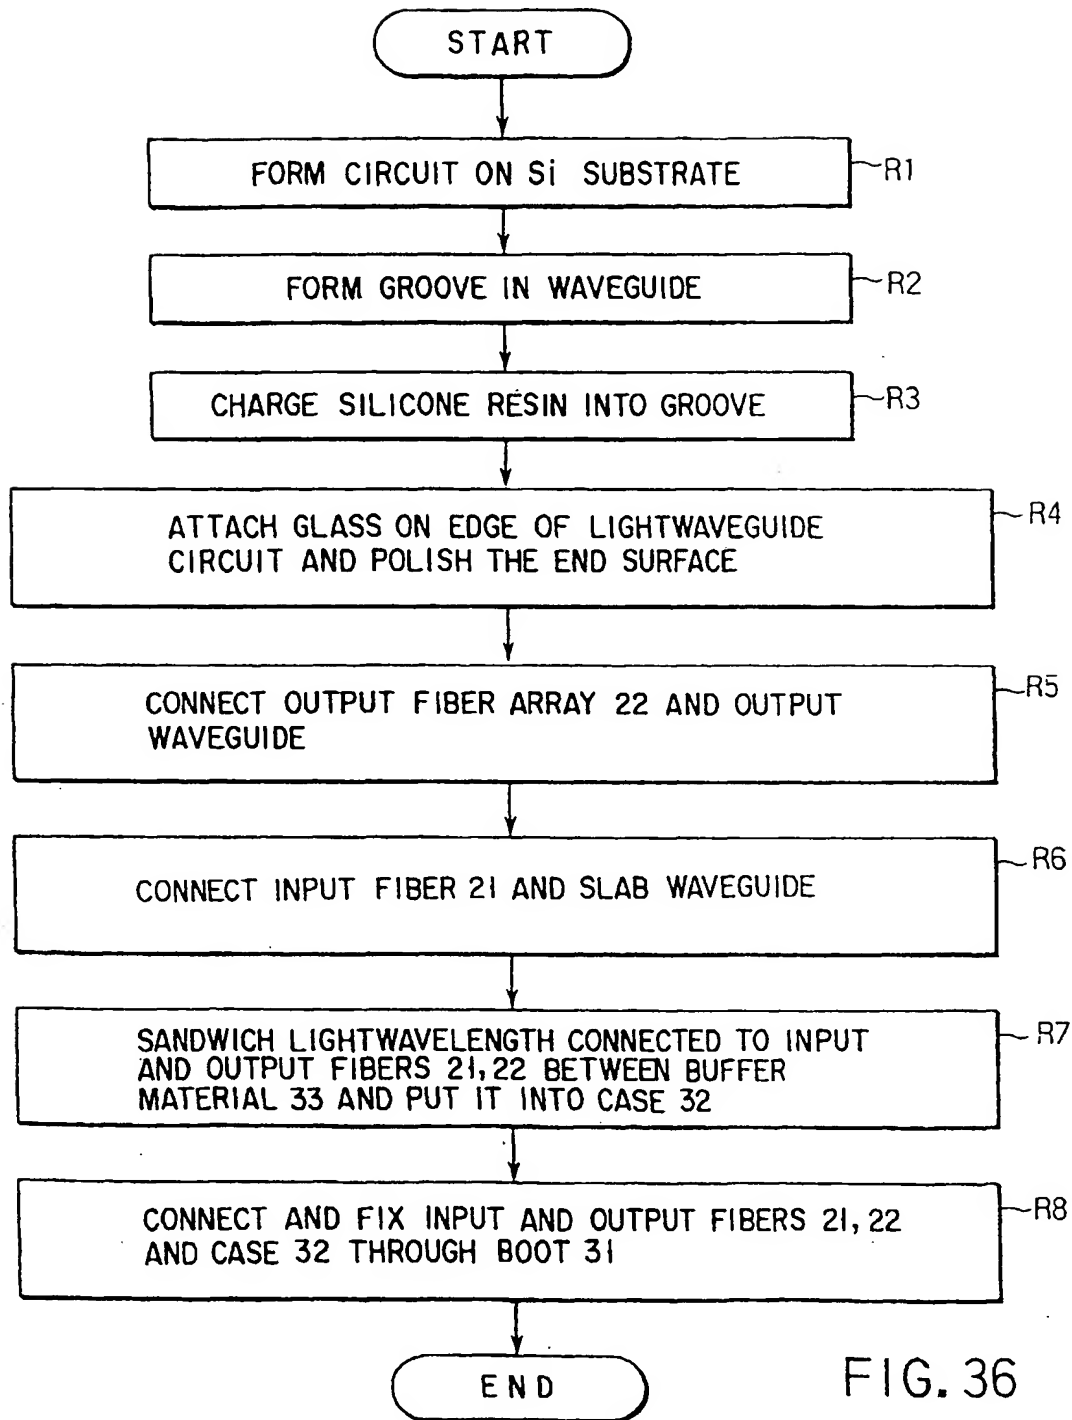 START
FORM CIRCUIT ON Si SUBSTRATE
R1
FORM GROOVE IN WAVEGUIDE
R2
CHARGE SILICONE RESIN INTO GROOVE
R3
ATTACH GLASS ON EDGE OF LIGHTWAVEGUIDE
CIRCUIT AND POLISH THE END SURFACE
R4
CONNECT OUTPUT FIBER ARRAY 22 AND OUTPUT
WAVEGUIDE
R5
CONNECT INPUT FIBER 21 AND SLAB WAVEGUIDE
R6
SANDWICH LIGHTWAVELENGTH CONNECTED TO INPUT
AND OUTPUT FIBERS 21, 22 BETWEEN BUFFER
MATERIAL 33 AND PUT IT INTO CASE 32
R7
CONNECT AND FIX INPUT AND OUTPUT FIBERS 21, 22
AND CASE 32 THROUGH BOOT 31
R8
END
FIG. 36